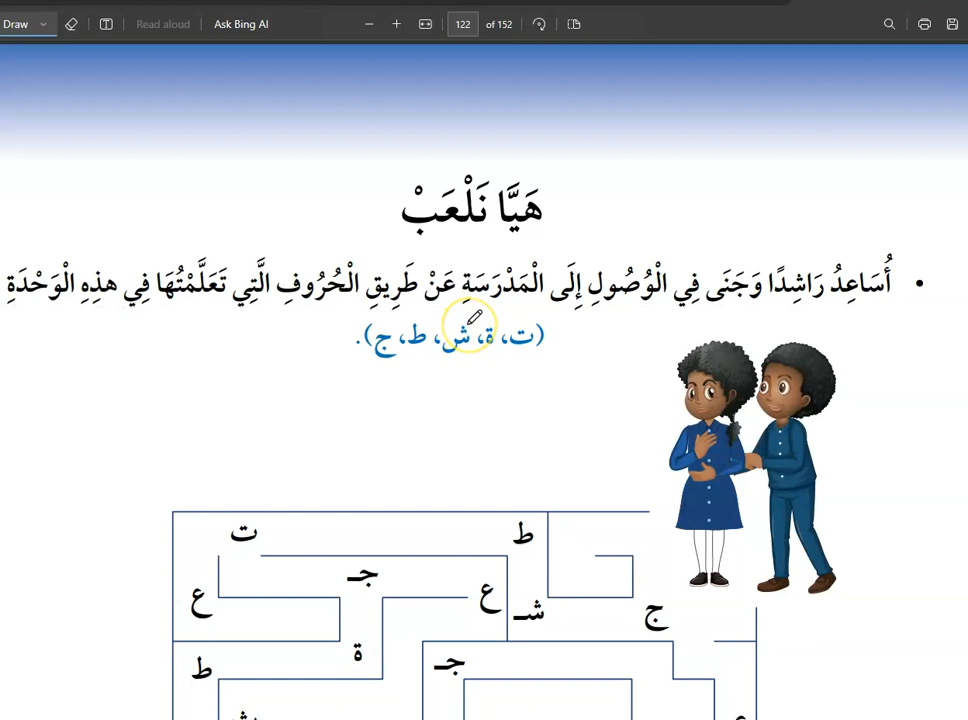 Draw
Read aloud
Ask Bing AI
122 of 152
هَيَّا نَلْعَبْ
• أُسَاعِدُ رَاشِدًا وَجَنَى فِي الْوُصُولِ إِلَى الْمَدْرَسَةِ عَنْ طَرِيقِ الْحُرُوفِ الَّتِي تَعَلَّمْتُهَا فِي هذِهِ الْوَحْدَةِ
(ت، ة، ش، ط، ج).
ط ت
جـ
ج شـ ع ع
جـ ة ط